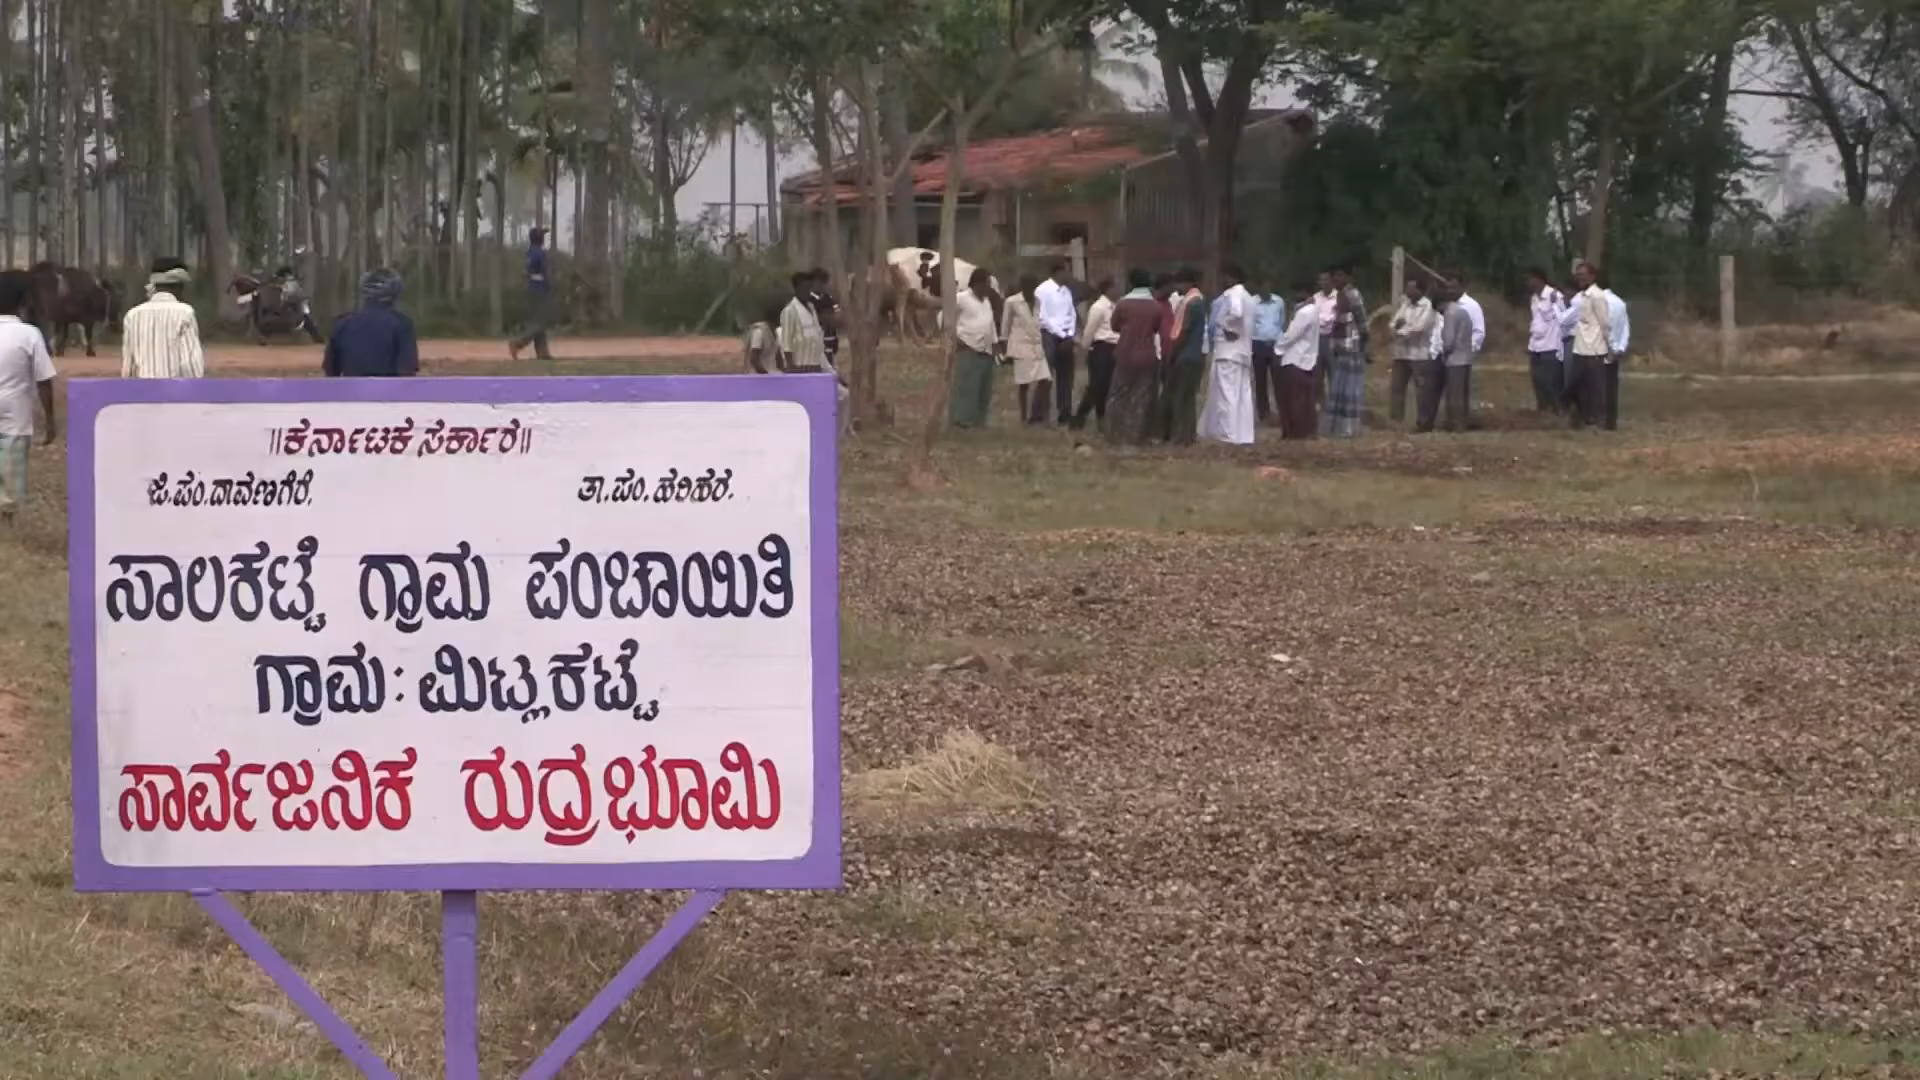 ॥ಕರ್ನಾಟಕ ಸರ್ಕಾರ॥
ಜಿ.ಪಂ.ದಾವಣಗೆರೆ. ತಾ.ಪಂ.ಹರಿಹರ.
ಸಾಲಕಟ್ಟೆ ಗ್ರಾಮ ಪಂಚಾಯಿತಿ
ಗ್ರಾಮ:ಮಿಟ್ಲಕಟ್ಟೆ
ಸಾರ್ವಜನಿಕ ರುದ್ರಭೂಮಿ